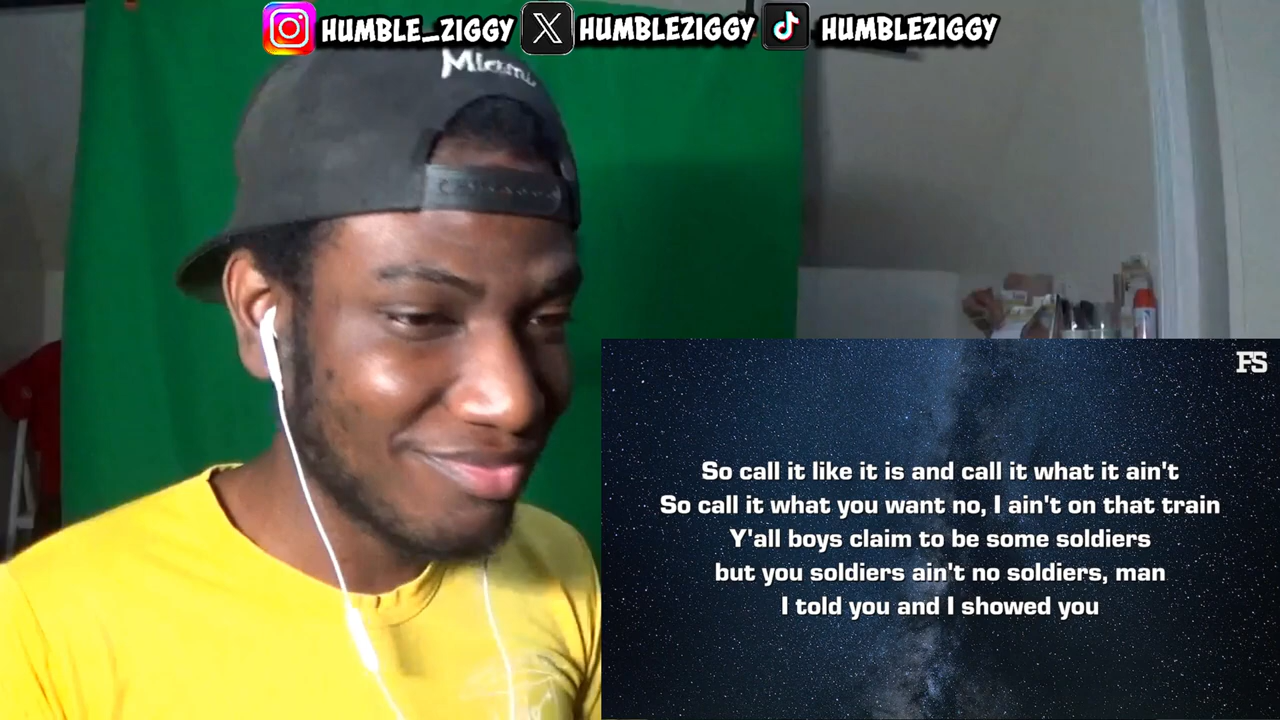 HUMBLE_ZIGGY HUMBLEZIGGY HUMBLEZIGGY
Miami
FS
So call it like it is and call it what it ain't
So call it what you want no, I ain't on that train
Y'all boys claim to be some soldiers
but you soldiers ain't no soldiers, man
I told you and I showed you